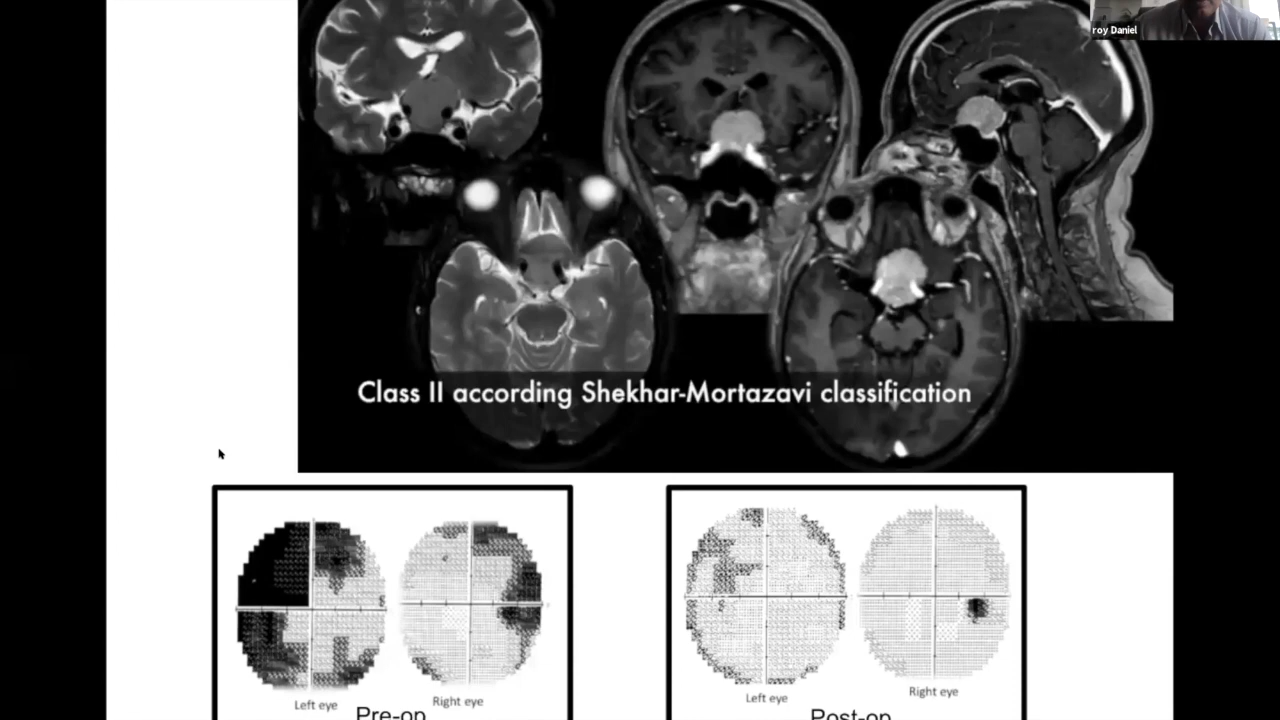 roy Daniel
Class II according Shekhar-Mortazavi classification
Left eye
Right eye
Pre-op
Left eye
Right eye
Post-op